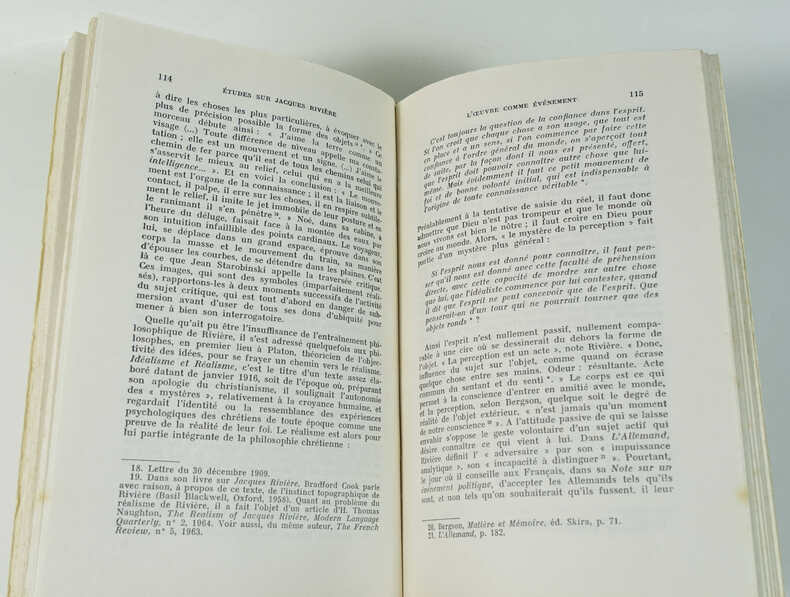 114
ÉTUDES SUR JACQUES RIVIÈRE
à dire les choses les plus particulières, à évoquer avec le
plus de précision possible la forme des objets ». « Ce
morceau débute ainsi : « J'aime la terre comme un
visage (...) Toute différence de niveau appelle ma
tation ; elle est un mouvement et un signe. (...) J'aime le
chemin de fer parce qu'il est de tous les chemins celui qui
s'asservit le mieux au relief, celui qui en a la meilleure
intelligence... ». Et en voici la conclusion : « Le mouve-
ment est l'organe de la connaissance ; il est la liaison et le
contact, il palpe, il erre sur les choses, il en respire subtile-
ment le relief, il imite le jet immobile de leur posture et en
le ranimant il s'en pénètre ¹⁹. » Noé, dans sa cabine, à
l'heure du déluge, faisait face à la montée des eaux par
son intuition infaillible des points cardinaux. Le voyageur,
lui, se déplace dans un grand espace, éprouve dans son
corps la masse et le mouvement du train, sa manière
d'épouser les courbes, de se détendre dans les plaines. C'est
là ce que Jean Starobinski appelle la traversée critique.
Ces images, qui sont des symboles (imparfaitement réali-
sés), rapportons-les à deux moments successifs de l'activité
du sujet critique, qui est tout d'abord en danger de sub-
mersion avant d'user de tous ses dons d'ubiquité pour
mener à bien son interrogatoire.
Quelle qu'ait pu être l'insuffisance de l'entraînement phi-
losophique de Rivière, il s'est adressé quelquefois aux phi-
losophes, en premier lieu à Platon, théoricien de l'objec-
tivité des idées, pour se frayer un chemin vers le réalisme.
Idéalisme et Réalisme, c'est le titre d'un texte assez éla-
boré datant de janvier 1916, soit de l'époque où, préparant
son apologie du christianisme, il soulignait l'autonomie
des « mystères », relativement à la croyance humaine, et
regardait l'identité ou la ressemblance des expériences
psychologiques des chrétiens de toute époque comme une
preuve de la réalité de leur foi. Le réalisme est alors pour
lui partie intégrante de la philosophie chrétienne :
18. Lettre du 30 décembre 1909.
19. Dans son livre sur Jacques Rivière, Bradford Cook parle
avec raison, à propos de ce texte, de l'instinct topographique de
Rivière (Basil Blackwell, Oxford, 1958). Quant au problème du
réalisme de Rivière, il a fait l'objet d'un article d'H. Thomas
Naughton, The Realism of Jacques Rivière, Modern Language
Quarterly, n° 2, 1964. Voir aussi, du même auteur, The French
Review, n° 5, 1963.
115
L'ŒUVRE COMME ÉVÉNEMENT
C'est toujours la question de la confiance dans l'esprit.
Si l'on croit que chaque chose a son usage, que tout est
en place et a un sens, si l'on commence par faire cette
confiance à l'ordre général du monde, on s'aperçoit tout
de suite, par la façon dont il nous est présenté, offert,
que l'esprit doit pouvoir connaître autre chose que lui-
même. Mais évidemment il faut ce petit mouvement de
foi et de bonne volonté initial, qui est indispensable à
l'origine de toute connaissance véritable *.
Préalablement à la tentative de saisie du réel, il faut donc
admettre que Dieu n'est pas trompeur et que le monde où
nous vivons est bien le nôtre ; il faut croire en Dieu pour
croire au monde. Alors, « le mystère de la perception » fait
partie d'un mystère plus général :
Si l'esprit nous est donné pour connaître, il faut pen-
ser qu'il nous est donné avec cette faculté de préhension
directe, avec cette capacité de mordre sur autre chose
que lui, que l'idéaliste commence par lui contester, quand
il dit que l'esprit ne peut concevoir que de l'esprit. Que
penserait-on d'un tour qui ne pourrait tourner que des
objets ronds * ?
Ainsi l'esprit n'est nullement passif, nullement compa-
rable à une cire où se dessinerait du dehors la forme de
l'objet. « La perception est un acte », note Rivière. « Donc,
influence du sujet sur l'objet, comme quand on écrase
quelque chose entre ses mains. Odeur : résultante. Acte
commun du sentant et du senti *. » Le corps est ce qui
permet à la conscience d'entrer en amitié avec le monde,
et la perception, selon Bergson, quelque soit le degré de
réalité de l'objet extérieur, « n'est jamais qu'un moment
de notre conscience ²⁰ ». A l'attitude passive de qui se laisse
envahir s'oppose le geste volontaire d'un sujet actif qui
désire connaître ce qui vient à lui. Dans L'Allemand,
Rivière définit l' « adversaire » par son « impuissance
analytique », son « incapacité à distinguer ²¹ ». Pourtant,
le jour où il conseille aux Français, dans sa Note sur un
événement politique, d'accepter les Allemands tels qu'ils
sont, et non tels qu'on souhaiterait qu'ils fussent, il leur
20. Bergson, Matière et Mémoire, éd. Skira, p. 71.
21. L'Allemand, p. 182.